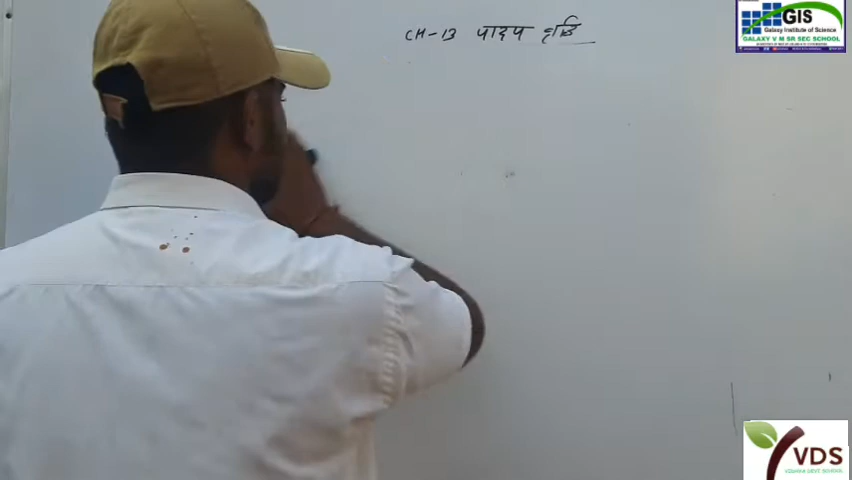 CH-13 पादप वृद्धि
GIS
Galaxy Institute of Science
GALAXY V M SR SEC SCHOOL
VDS